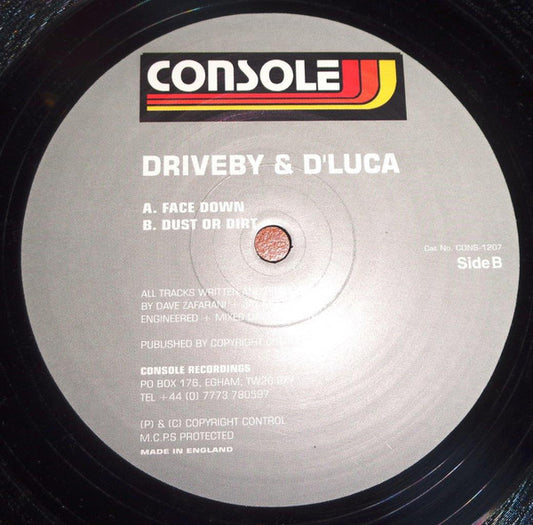 CONSOLE
DRIVEBY & D'LUCA
A. FACE DOWN
B. DUST OR DIRT
Cat No. CONS-1207
Side B
ALL TRACKS WRITTEN
BY DAVE ZAFARANI +
ENGINEERED + MIXED
PUBLISHED BY COPYRIGHT
CONSOLE RECORDINGS
PO BOX 176, EGHAM,
TEL +44 (0) 7773 780597
(P) & (C) COPYRIGHT CONTROL
M.C.P.S PROTECTED
MADE IN ENGLAND